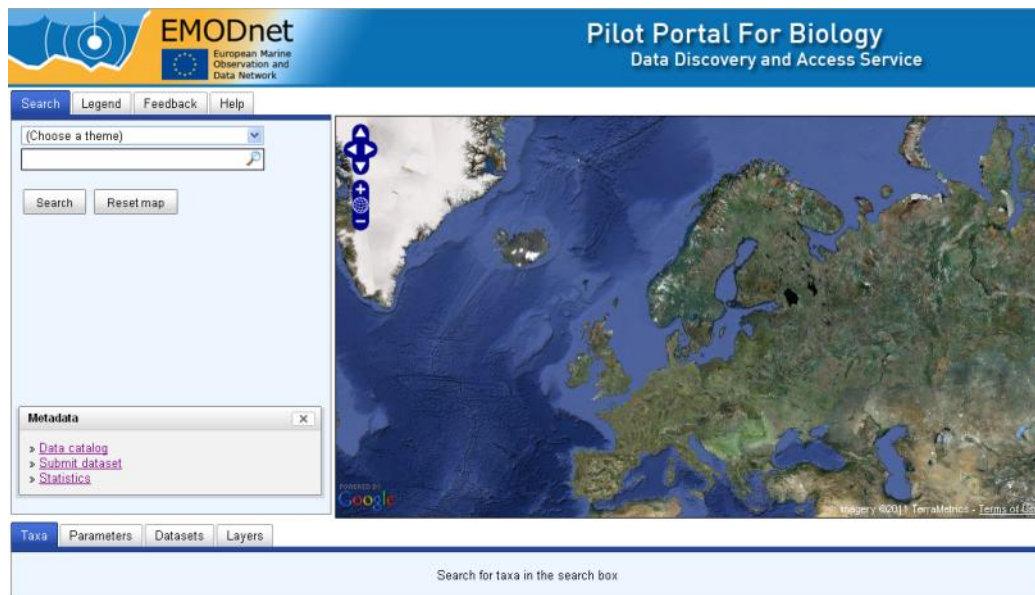 EMODnet
European Marine
Observation and
Data Network
Pilot Portal For Biology
Data Discovery and Access Service
Search Legend Feedback Help
(Choose a theme)
Search Reset map
Metadata
» Data catalog
» Submit dataset
» Statistics
POWERED BY
Google
Imagery ©2011 TerraMetrics - Terms of
Taxa Parameters Datasets Layers
Search for taxa in the search box